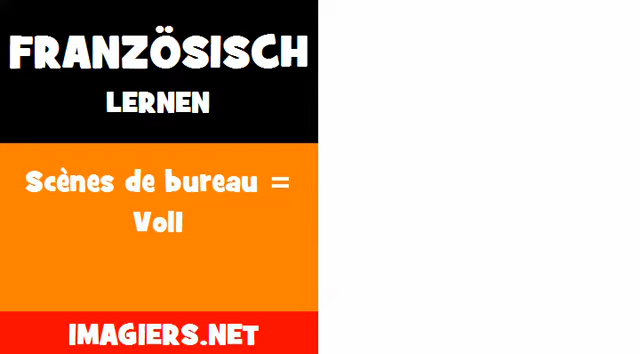 FRANZÖSISCH
LERNEN
Scènes de bureau =
Voll
IMAGIERS.NET